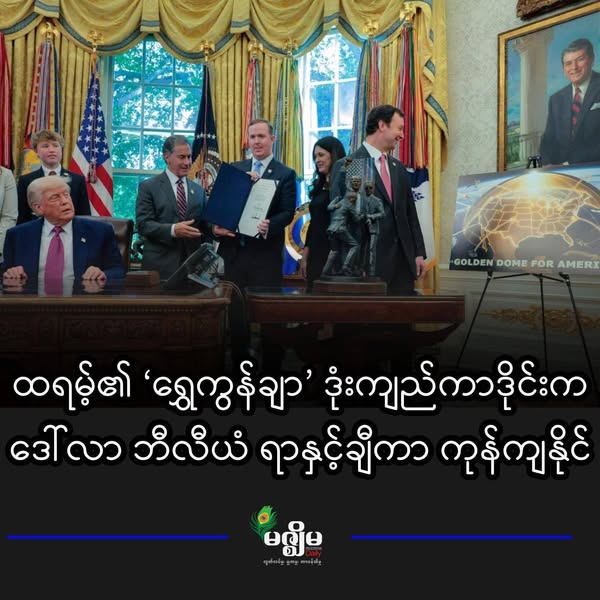 GOLDEN DOME FOR AMERI
ထရမ့်၏ ‘ရွှေကွန်ချာ’ ဒုံးကျည်ကာဒိုင်းက
ဒေါ်လာ ဘီလီယံ ရာနှင့်ချီကာ ကုန်ကျနိုင်
မဇ္ဈိမ
Daily